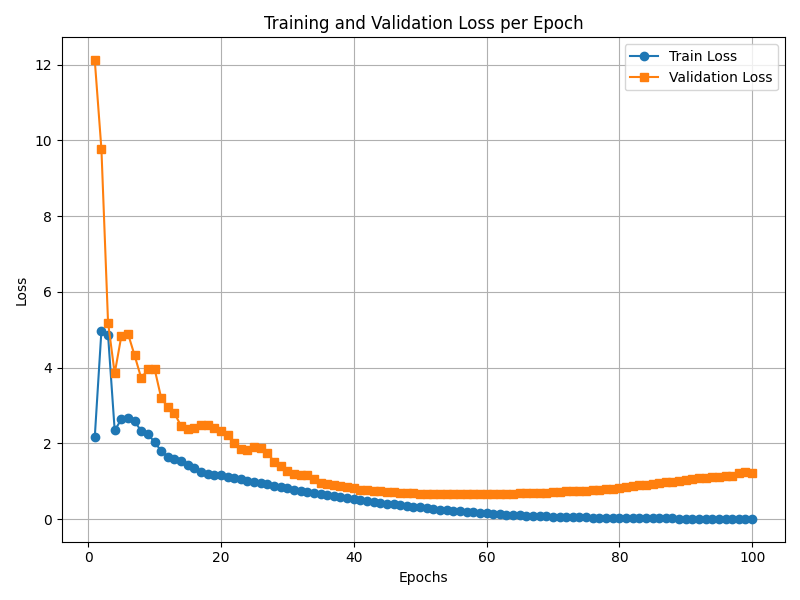 Training and Validation Loss per Epoch
Train Loss
Validation Loss
12
10
8
6
4
2
0
Loss
0 20 40 60 80 100
Epochs